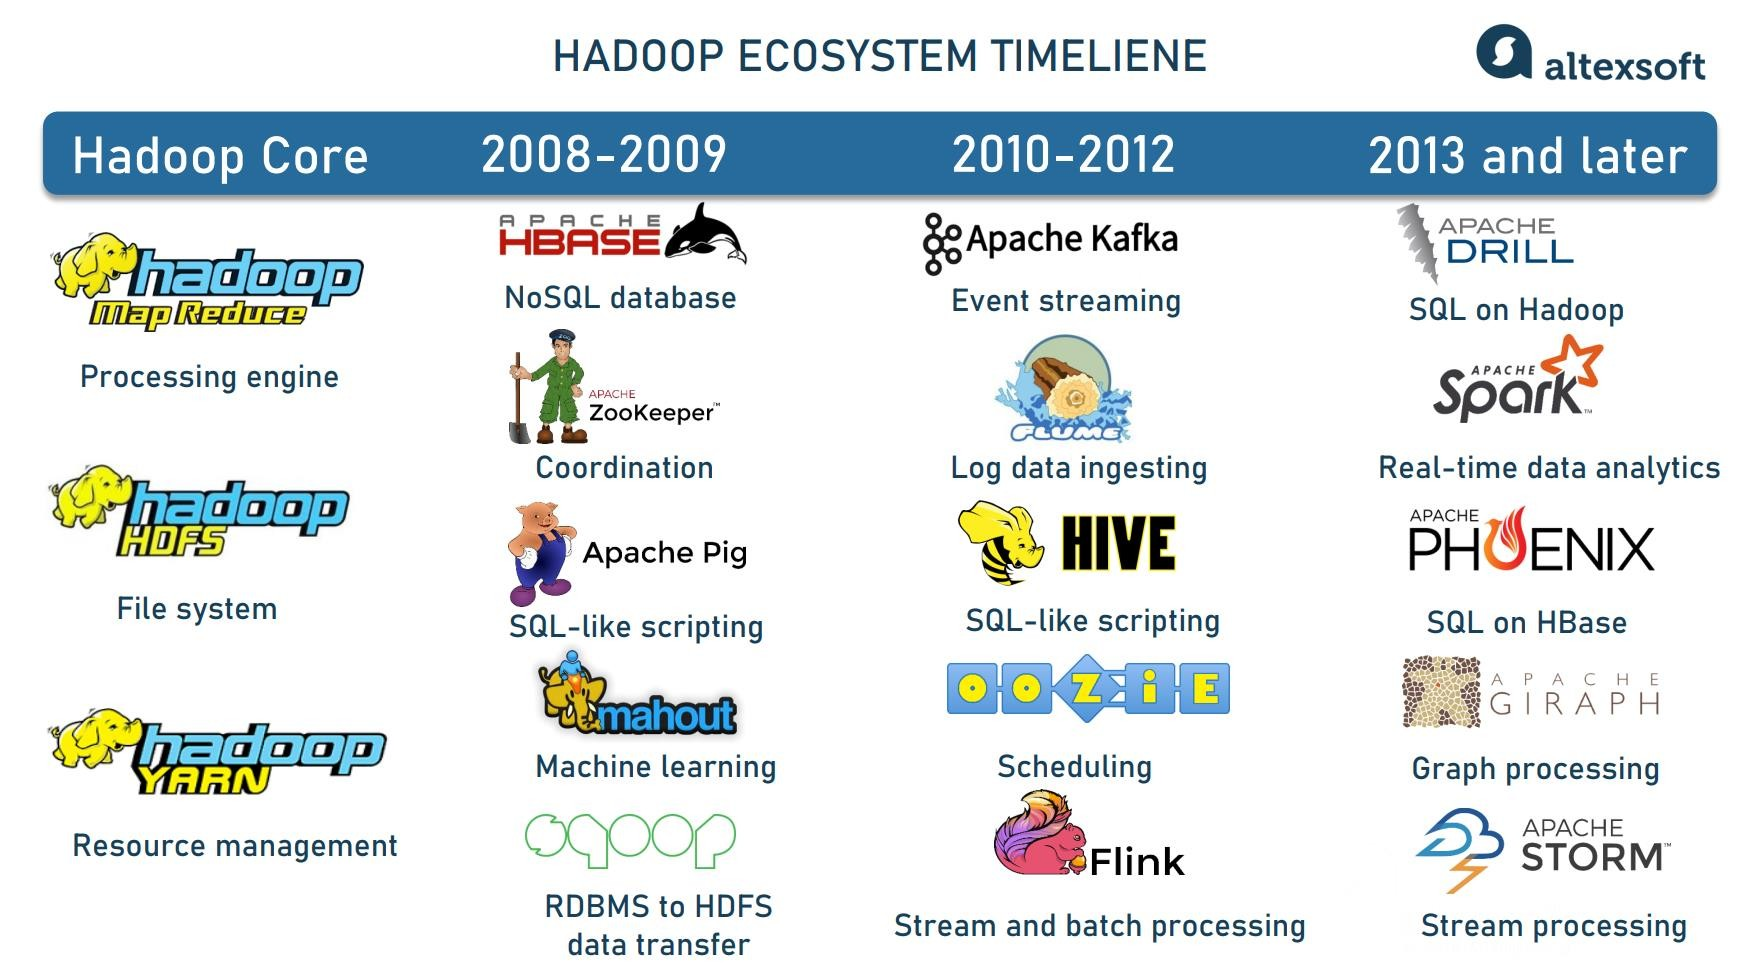 HADOOP ECOSYSTEM TIMELIENE
altexsoft
Hadoop Core
2008-2009
2010-2012
2013 and later
hadoop
Map Reduce
Processing engine
hadoop
HDFS
File system
hadoop
YARN
Resource management
APACHE
HBASE
NoSQL database
ZOO
APACHE
ZooKeeper™
Coordination
Apache Pig
SQL-like scripting
mahout
Machine learning
sqoop
RDBMS to HDFS
data transfer
Apache Kafka
Event streaming
FLUME
Log data ingesting
HIVE
SQL-like scripting
OOZiE
Scheduling
Flink
Stream and batch processing
APACHE
DRILL
SQL on Hadoop
APACHE
Spark™
Real-time data analytics
APACHE
PHOENIX
SQL on HBase
APACHE
GIRAPH
Graph processing
APACHE
STORM™
Stream processing